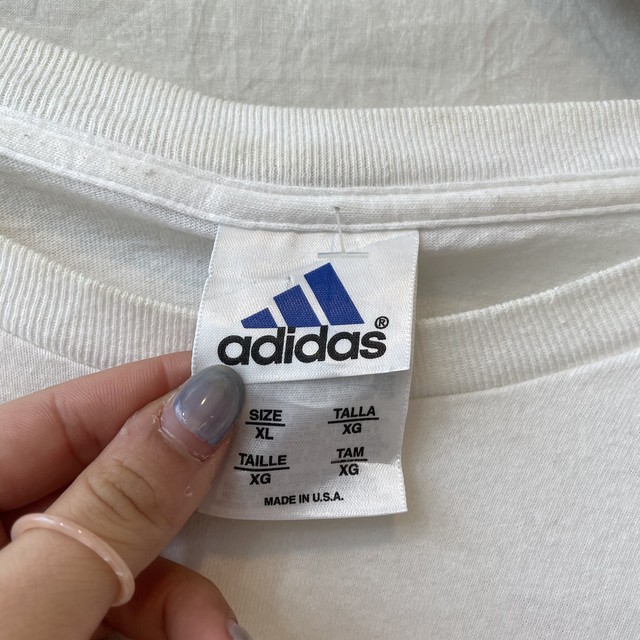 adidas®
SIZE TALLA
XL XG
TAILLE TAM
XG XG
MADE IN U.S.A.